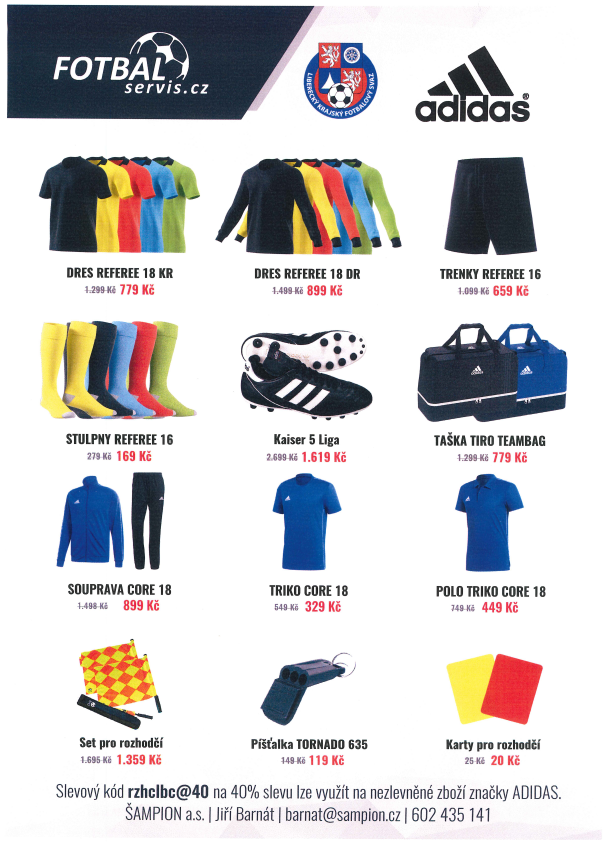 FOTBAL
servis.cz
LIBERECKÝ KRAJSKÝ FOTBALOVÝ SVAZ
adidas®
DRES REFEREE 18 KR
1.299 Kč 779 Kč
DRES REFEREE 18 DR
1.499 Kč 899 Kč
TRENKY REFEREE 16
1.099 Kč 659 Kč
STULPNY REFEREE 16
279 Kč 169 Kč
Kaiser 5 Liga
2.699 Kč 1.619 Kč
TAŠKA TIRO TEAMBAG
1.299 Kč 779 Kč
SOUPRAVA CORE 18
1.498 Kč 899 Kč
TRIKO CORE 18
549 Kč 329 Kč
POLO TRIKO CORE 18
749 Kč 449 Kč
Set pro rozhodčí
1.695 Kč 1.359 Kč
Píšťalka TORNADO 635
149 Kč 119 Kč
Karty pro rozhodčí
25 Kč 20 Kč
Slevový kód rzhclbc@40 na 40% slevu lze využít na nezlevněné zboží značky ADIDAS.
ŠAMPION a.s. | Jiří Barnát | barnat@sampion.cz | 602 435 141